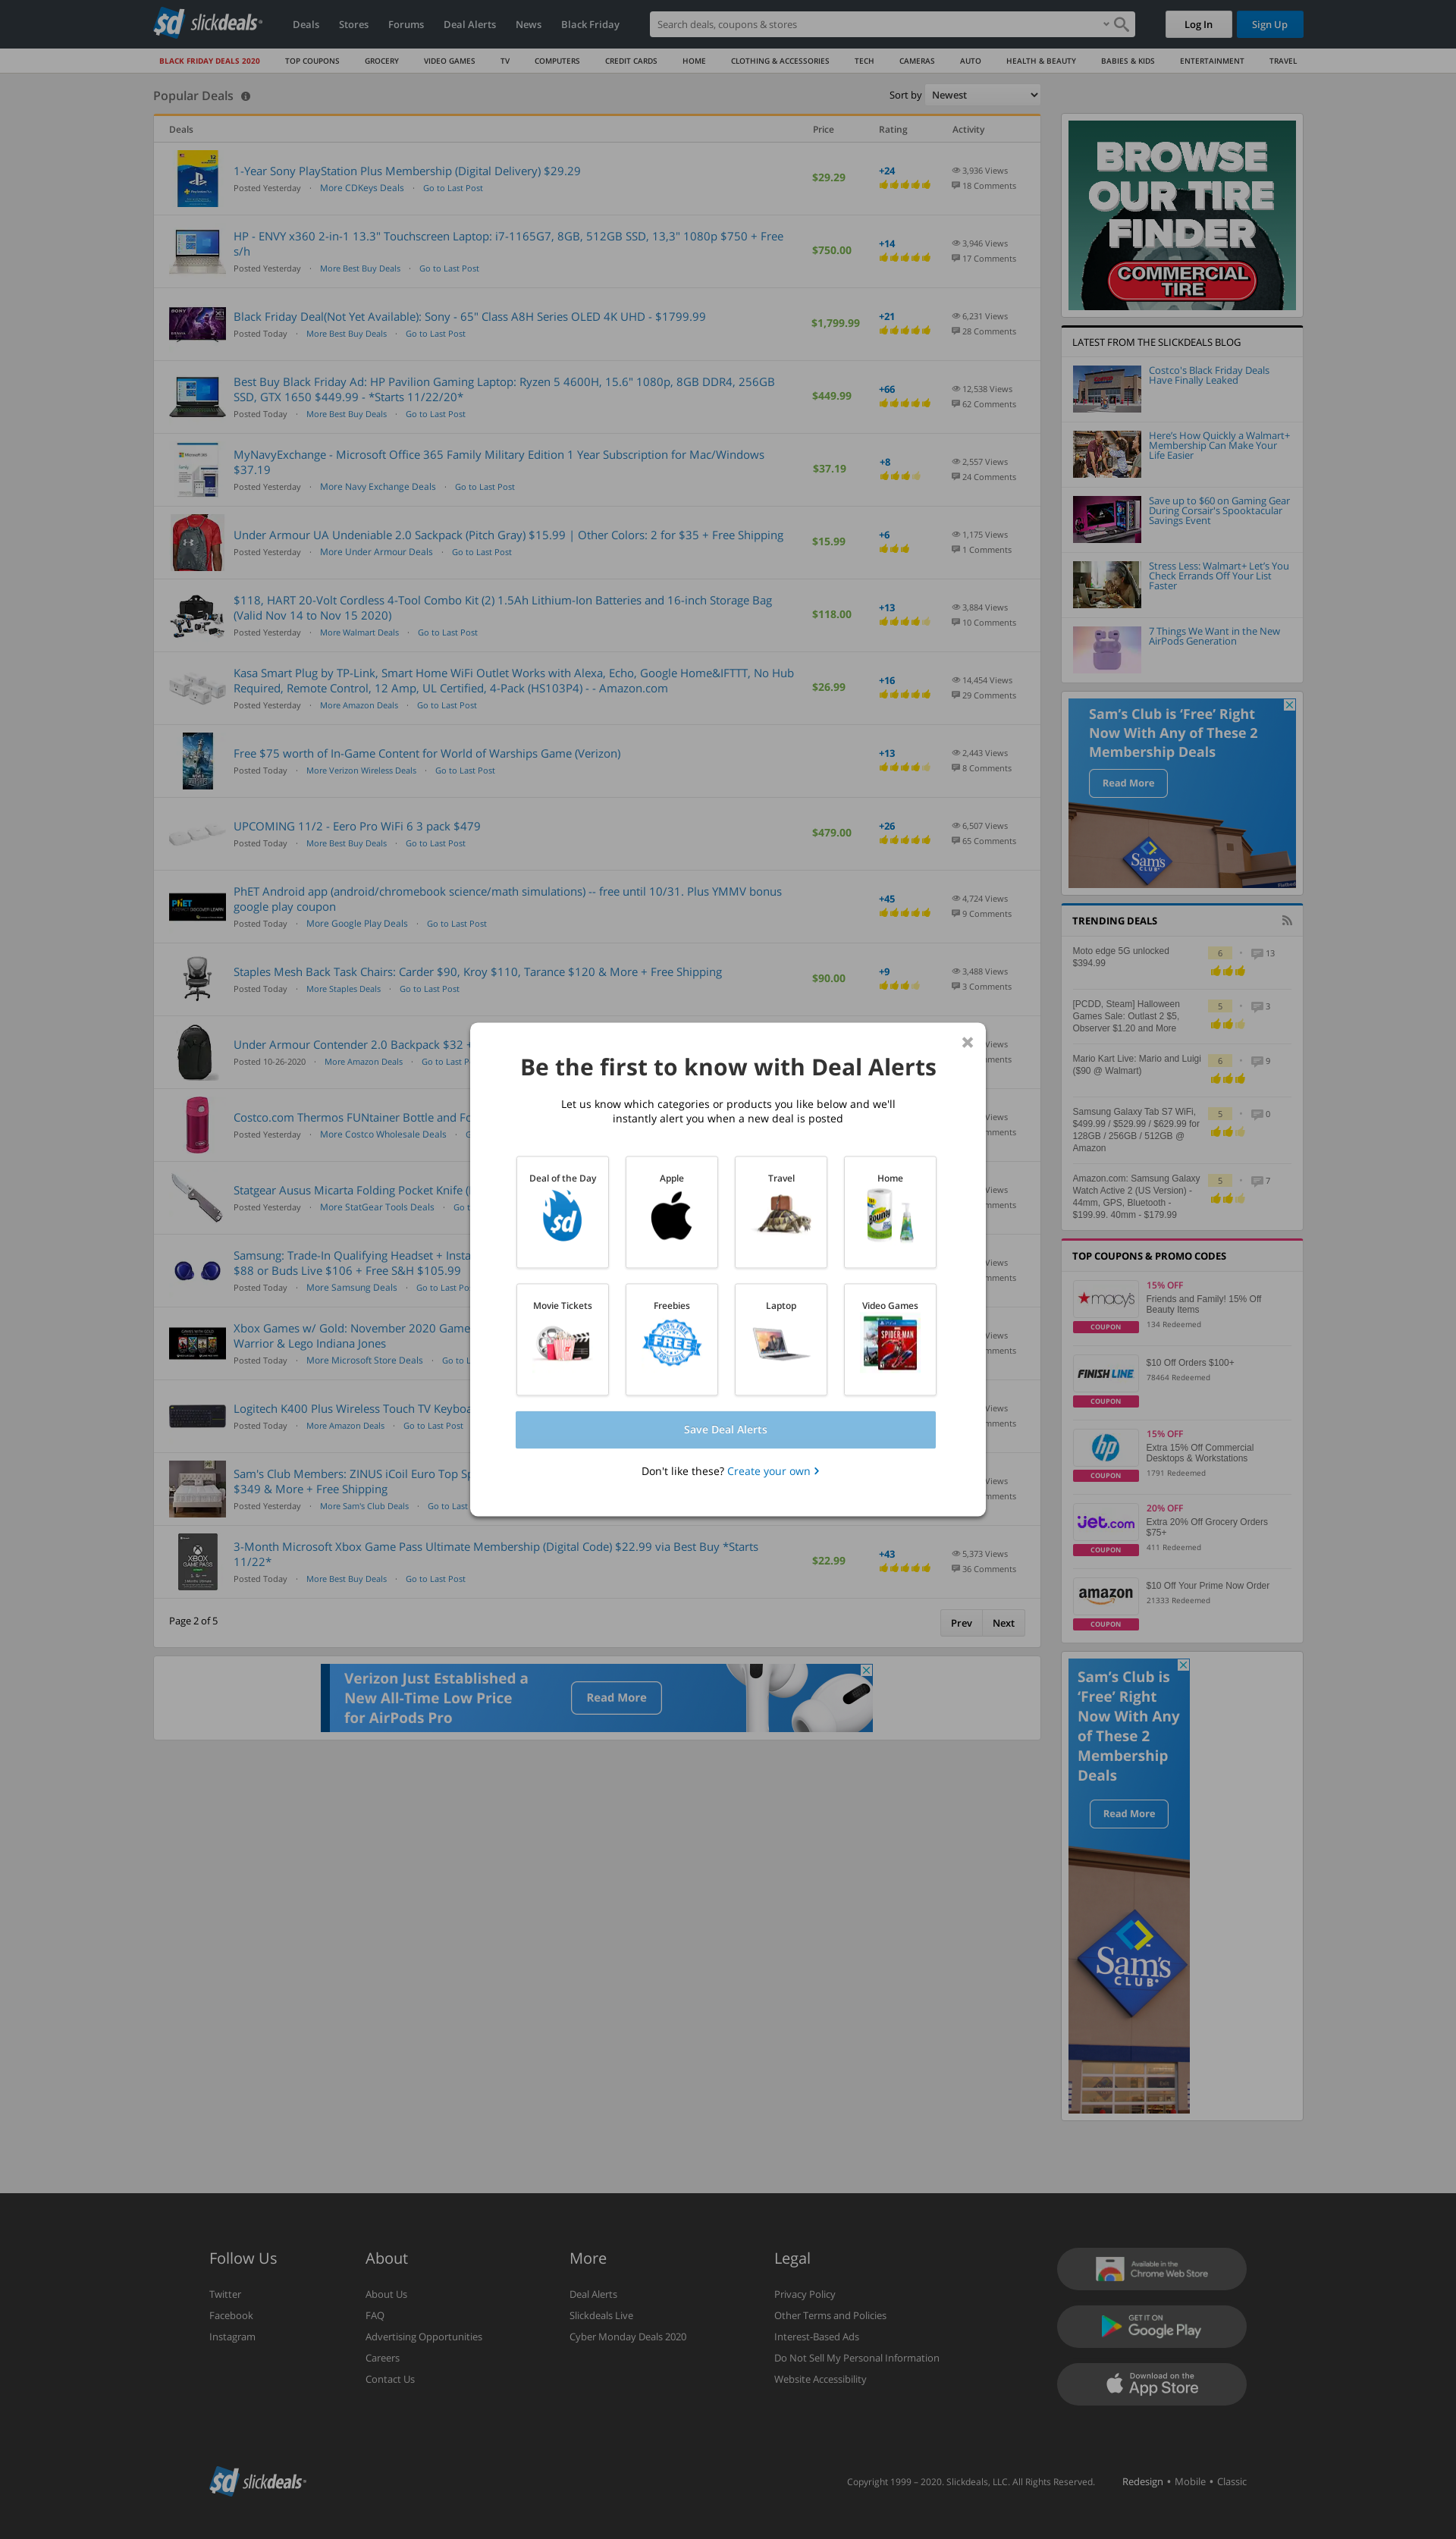 sd slickdeals
Deals Stores Forums Deal Alerts News Black Friday
Search deals, coupons & stores
Log In Sign Up
BLACK FRIDAY DEALS 2020 TOP COUPONS GROCERY VIDEO GAMES TV COMPUTERS CREDIT CARDS HOME CLOTHING & ACCESSORIES TECH CAMERAS AUTO HEALTH & BEAUTY BABIES & KIDS ENTERTAINMENT TRAVEL
Popular Deals
Sort by Newest
Deals Price Rating Activity
1-Year Sony PlayStation Plus Membership (Digital Delivery) $29.29
Posted Yesterday · More CDKeys Deals · Go to Last Post
$29.29
+24
3,936 Views
18 Comments
HP - ENVY x360 2-in-1 13.3" Touchscreen Laptop: i7-1165G7, 8GB, 512GB SSD, 13,3" 1080p $750 + Free
s/h
Posted Yesterday · More Best Buy Deals · Go to Last Post
$750.00
+14
3,946 Views
17 Comments
Black Friday Deal(Not Yet Available): Sony - 65" Class A8H Series OLED 4K UHD - $1799.99
Posted Today · More Best Buy Deals · Go to Last Post
$1,799.99
+21
6,231 Views
28 Comments
Best Buy Black Friday Ad: HP Pavilion Gaming Laptop: Ryzen 5 4600H, 15.6" 1080p, 8GB DDR4, 256GB
SSD, GTX 1650 $449.99 - *Starts 11/22/20*
Posted Today · More Best Buy Deals · Go to Last Post
$449.99
+66
12,538 Views
62 Comments
MyNavyExchange - Microsoft Office 365 Family Military Edition 1 Year Subscription for Mac/Windows
$37.19
Posted Yesterday · More Navy Exchange Deals · Go to Last Post
$37.19
+8
2,557 Views
24 Comments
Under Armour UA Undeniable 2.0 Sackpack (Pitch Gray) $15.99 | Other Colors: 2 for $35 + Free Shipping
Posted Yesterday · More Under Armour Deals · Go to Last Post
$15.99
+6
1,175 Views
1 Comments
$118, HART 20-Volt Cordless 4-Tool Combo Kit (2) 1.5Ah Lithium-Ion Batteries and 16-inch Storage Bag
(Valid Nov 14 to Nov 15 2020)
Posted Yesterday · More Walmart Deals · Go to Last Post
$118.00
+13
3,884 Views
10 Comments
Kasa Smart Plug by TP-Link, Smart Home WiFi Outlet Works with Alexa, Echo, Google Home&IFTTT, No Hub
Required, Remote Control, 12 Amp, UL Certified, 4-Pack (HS103P4) - - Amazon.com
Posted Yesterday · More Amazon Deals · Go to Last Post
$26.99
+16
14,454 Views
29 Comments
Free $75 worth of In-Game Content for World of Warships Game (Verizon)
Posted Today · More Verizon Wireless Deals · Go to Last Post
+13
2,443 Views
8 Comments
UPCOMING 11/2 - Eero Pro WiFi 6 3 pack $479
Posted Today · More Best Buy Deals · Go to Last Post
$479.00
+26
6,507 Views
65 Comments
PhET Android app (android/chromebook science/math simulations) -- free until 10/31. Plus YMMV bonus
google play coupon
Posted Today · More Google Play Deals · Go to Last Post
+45
4,724 Views
9 Comments
Staples Mesh Back Task Chairs: Carder $90, Kroy $110, Tarance $120 & More + Free Shipping
Posted Today · More Staples Deals · Go to Last Post
$90.00
+9
3,488 Views
3 Comments
Under Armour Contender 2.0 Backpack $32 +
Posted 10-26-2020 · More Amazon Deals · Go to Last
Views
Costco.com Thermos FUNtainer Bottle and
Posted Yesterday · More Costco Wholesale Deals ·
Views
Statgear Ausus Micarta Folding Pocket Knife
Posted Yesterday · More StatGear Tools Deals · Go
Views
Samsung: Trade-In Qualifying Headset +
$88 or Buds Live $106 + Free S&H $105.99
Posted Today · More Samsung Deals · Go to Last
Views
Xbox Games w/ Gold: November 2020
Warrior & Lego Indiana Jones
Posted Today · More Microsoft Store Deals · Go to
Views
Logitech K400 Plus Wireless Touch TV
Posted Today · More Amazon Deals · Go to Last Post
Views
Sam's Club Members: ZINUS iCoil Euro Top
$349 & More + Free Shipping
Posted Yesterday · More Sam's Club Deals · Go to Last
Views
3-Month Microsoft Xbox Game Pass Ultimate Membership (Digital Code) $22.99 via Best Buy *Starts
11/22*
Posted Today · More Best Buy Deals · Go to Last Post
$22.99
+43
5,373 Views
36 Comments
Page 2 of 5
Prev Next
Verizon Just Established a
New All-Time Low Price
for AirPods Pro
Read More
Be the first to know with Deal Alerts
Let us know which categories or products you like below and we'll
instantly alert you when a new deal is posted
Deal of the Day Apple Travel Home
Movie Tickets Freebies Laptop Video Games
Save Deal Alerts
Don't like these? Create your own
BROWSE
OUR TIRE
FINDER
COMMERCIAL
TIRE
LATEST FROM THE SLICKDEALS BLOG
Costco's Black Friday Deals
Have Finally Leaked
Here's How Quickly a Walmart+
Membership Can Make Your
Life Easier
Save up to $60 on Gaming Gear
During Corsair's Spooktacular
Savings Event
Stress Less: Walmart+ Let's You
Check Errands Off Your List
Faster
7 Things We Want in the New
AirPods Generation
Sam's Club is 'Free' Right
Now With Any of These 2
Membership Deals
Read More
Sam's
CLUB
TRENDING DEALS
Moto edge 5G unlocked
$394.99
6 · 13
[PCDD, Steam] Halloween
Games Sale: Outlast 2 $5,
Observer $1.20 and More
5 · 3
Mario Kart Live: Mario and Luigi
($90 @ Walmart)
6 · 9
Samsung Galaxy Tab S7 WiFi,
$499.99 / $529.99 / $629.99 for
128GB / 256GB / 512GB @
Amazon
5 · 0
Amazon.com: Samsung Galaxy
Watch Active 2 (US Version) -
44mm, GPS, Bluetooth -
$199.99. 40mm - $179.99
5 · 7
TOP COUPONS & PROMO CODES
macy's
COUPON
15% OFF
Friends and Family! 15% Off
Beauty Items
134 Redeemed
FINISH LINE
COUPON
$10 Off Orders $100+
78464 Redeemed
hp
COUPON
15% OFF
Extra 15% Off Commercial
Desktops & Workstations
1791 Redeemed
jet.com
COUPON
20% OFF
Extra 20% Off Grocery Orders
$75+
411 Redeemed
amazon
COUPON
$10 Off Your Prime Now Order
21333 Redeemed
Sam's Club is
'Free' Right
Now With Any
of These 2
Membership
Deals
Read More
Sam's
CLUB
Follow Us
Twitter
Facebook
Instagram
About
About Us
FAQ
Advertising Opportunities
Careers
Contact Us
More
Deal Alerts
Slickdeals Live
Cyber Monday Deals 2020
Legal
Privacy Policy
Other Terms and Policies
Interest-Based Ads
Do Not Sell My Personal Information
Website Accessibility
Available in the
Chrome Web Store
GET IT ON
Google Play
Download on the
App Store
sd slickdeals
Copyright 1999 – 2020. Slickdeals, LLC. All Rights Reserved.
Redesign • Mobile • Classic